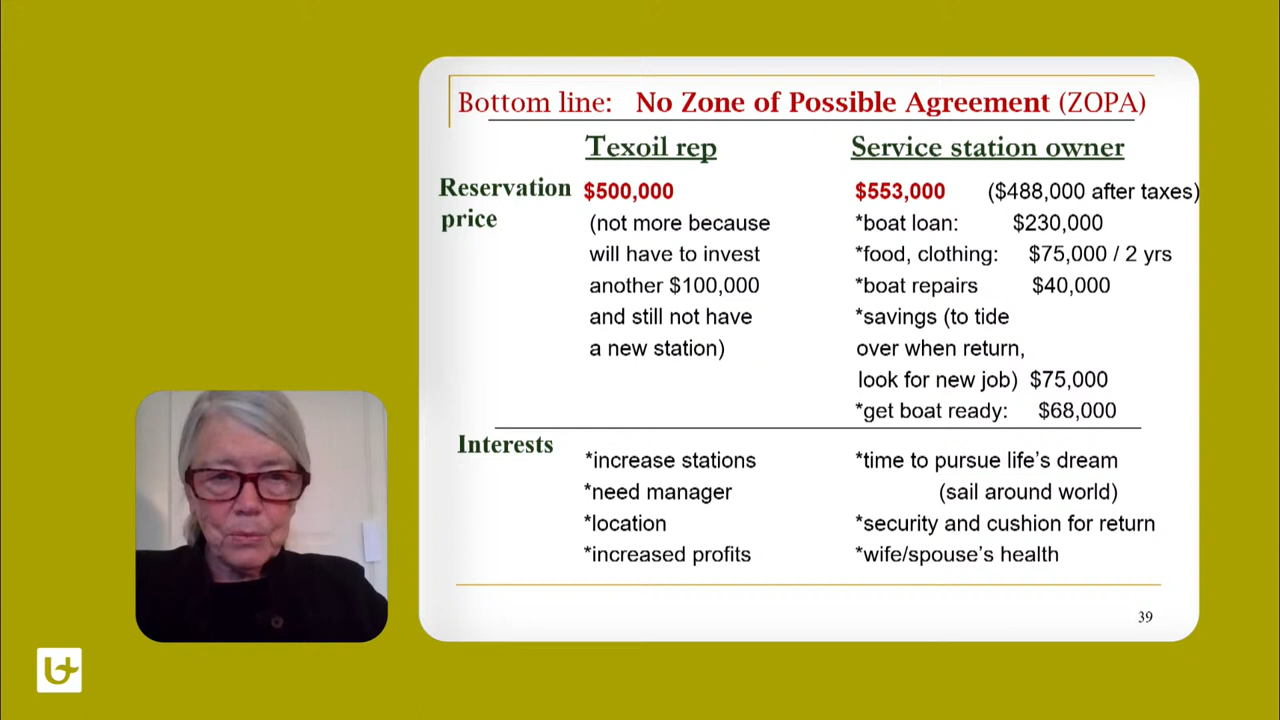 Bottom line: No Zone of Possible Agreement (ZOPA)
Texoil rep Service station owner
Reservation price
$500,000
(not more because
will have to invest
another $100,000
and still not have
a new station)
$553,000 ($488,000 after taxes)
*boat loan: $230,000
*food, clothing: $75,000 / 2 yrs
*boat repairs $40,000
*savings (to tide
over when return,
look for new job) $75,000
*get boat ready: $68,000
Interests
*increase stations
*need manager
*location
*increased profits
*time to pursue life's dream
(sail around world)
*security and cushion for return
*wife/spouse's health
39